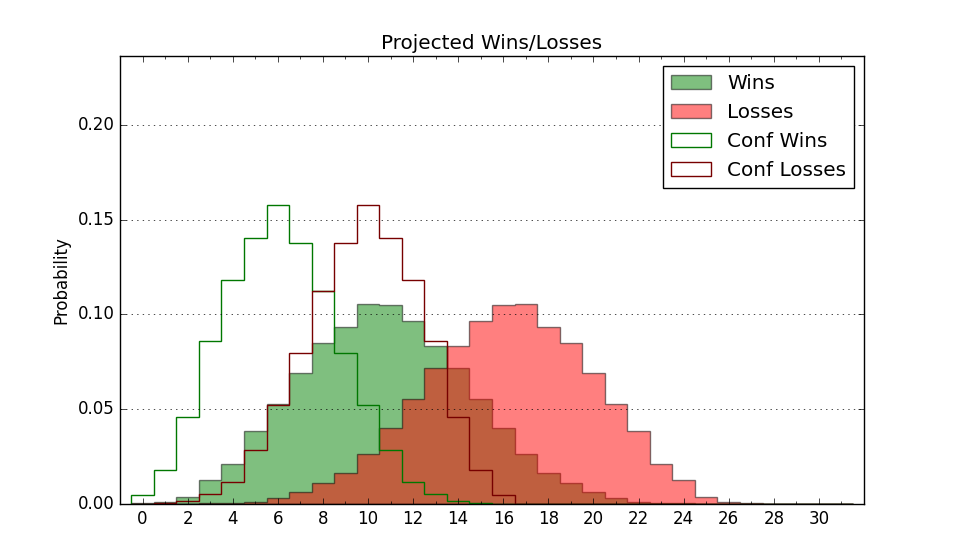 Projected Wins/Losses
Wins
Losses
Conf Wins
Conf Losses
Probability
0.20
0.15
0.10
0.05
0.00
0 2 4 6 8 10 12 14 16 18 20 22 24 26 28 30